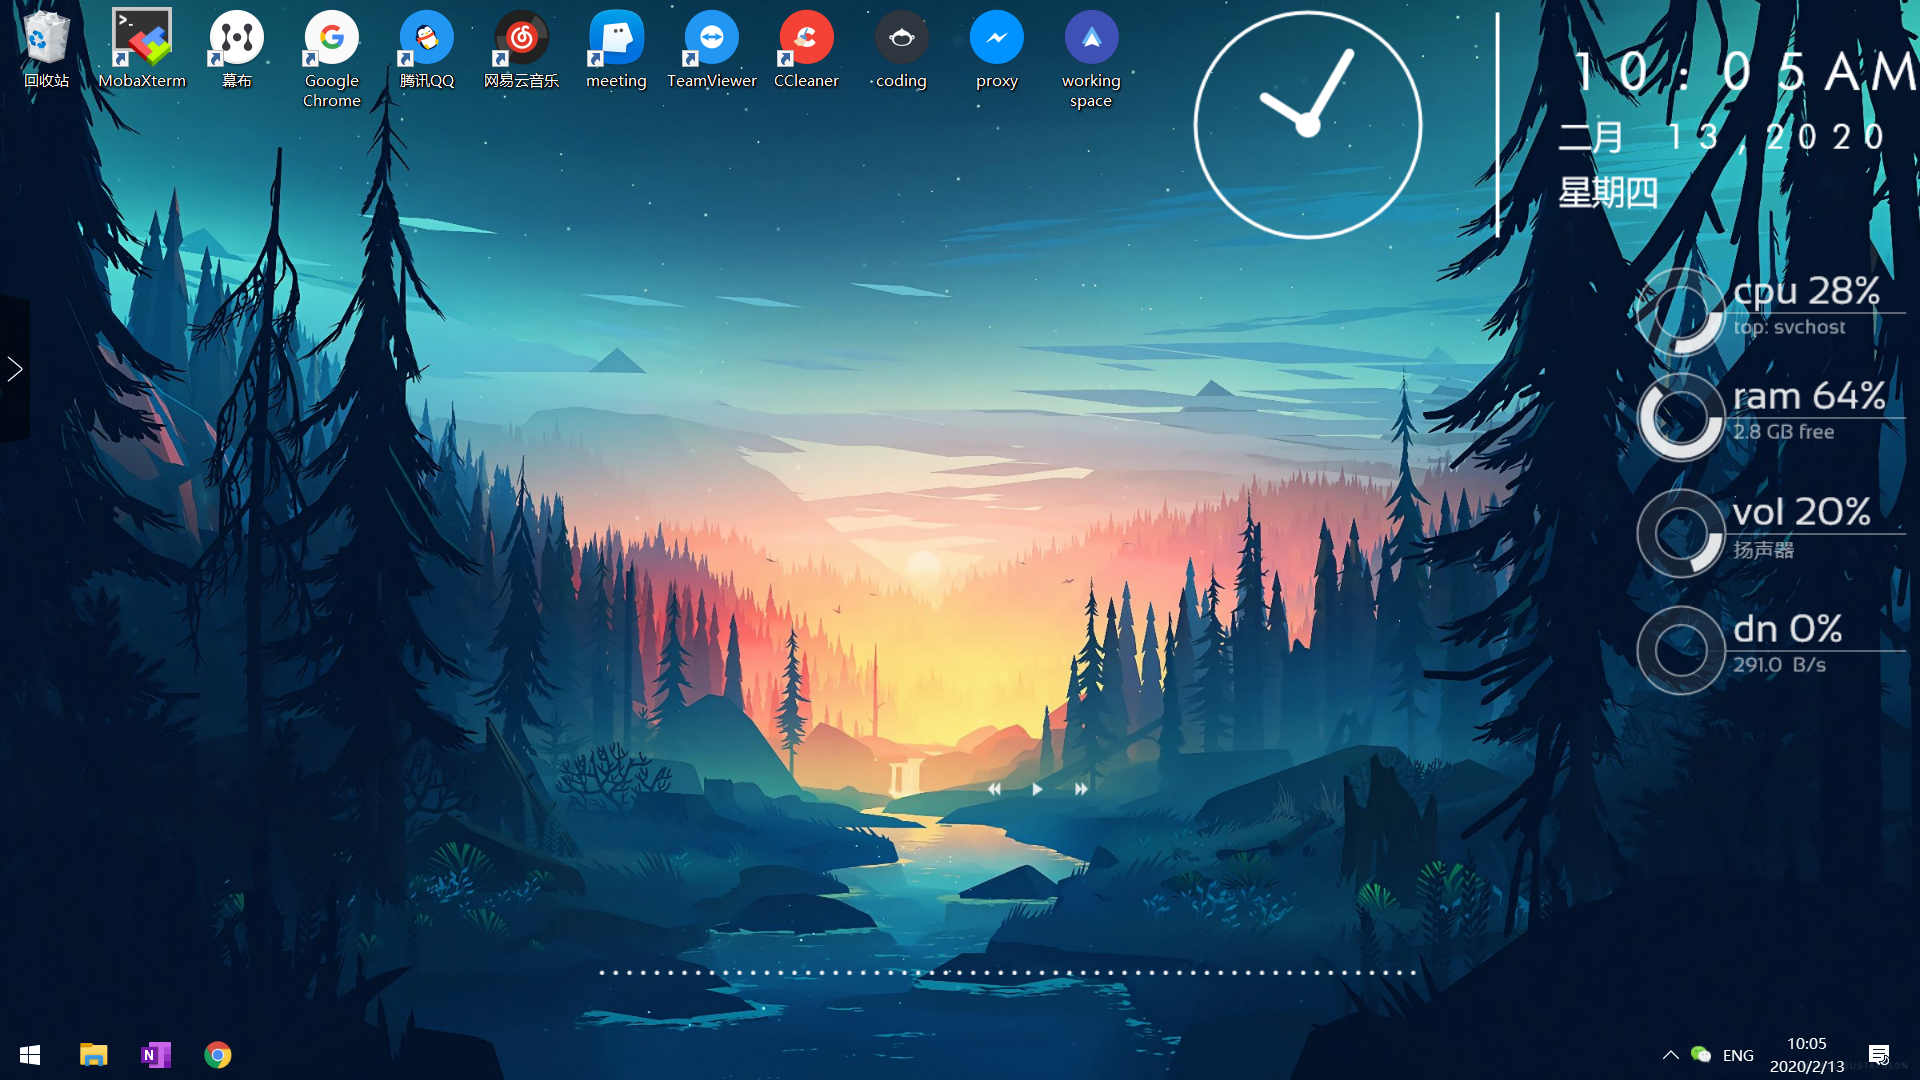 回收站
MobaXterm
幕布
Google
Chrome
腾讯QQ
网易云音乐
meeting
TeamViewer
CCleaner
coding
proxy
working
space
10:05AM
二月 13,2020
星期四
cpu 28%
top: svchost
ram 64%
2.8 GB free
vol 20%
扬声器
dn 0%
291.0 B/s
N
ENG
10:05
2020/2/13